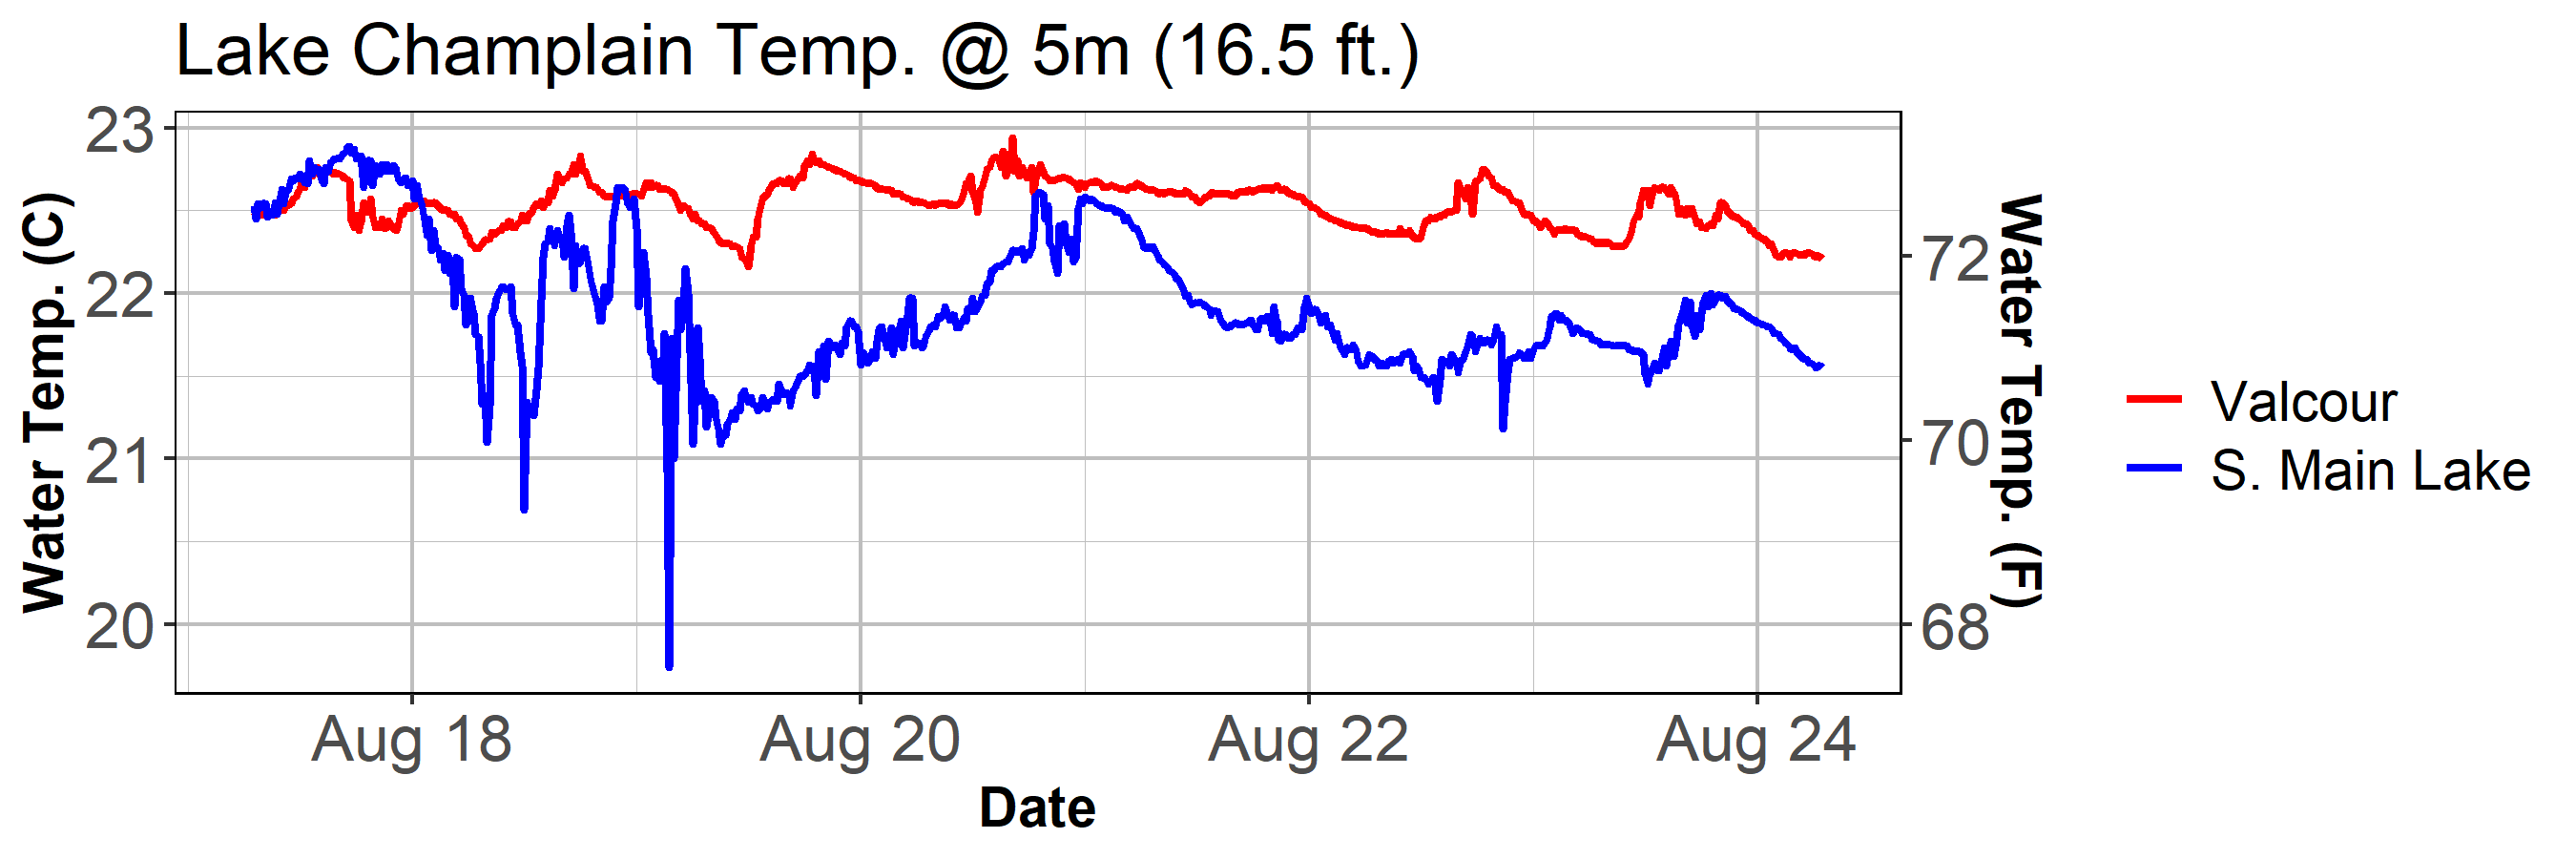 Lake Champlain Temp. @ 5m (16.5 ft.)
Water Temp. (C)
23
22
21
20
Water Temp. (F)
72
70
68
Aug 18
Aug 20
Aug 22
Aug 24
Date
Valcour
S. Main Lake